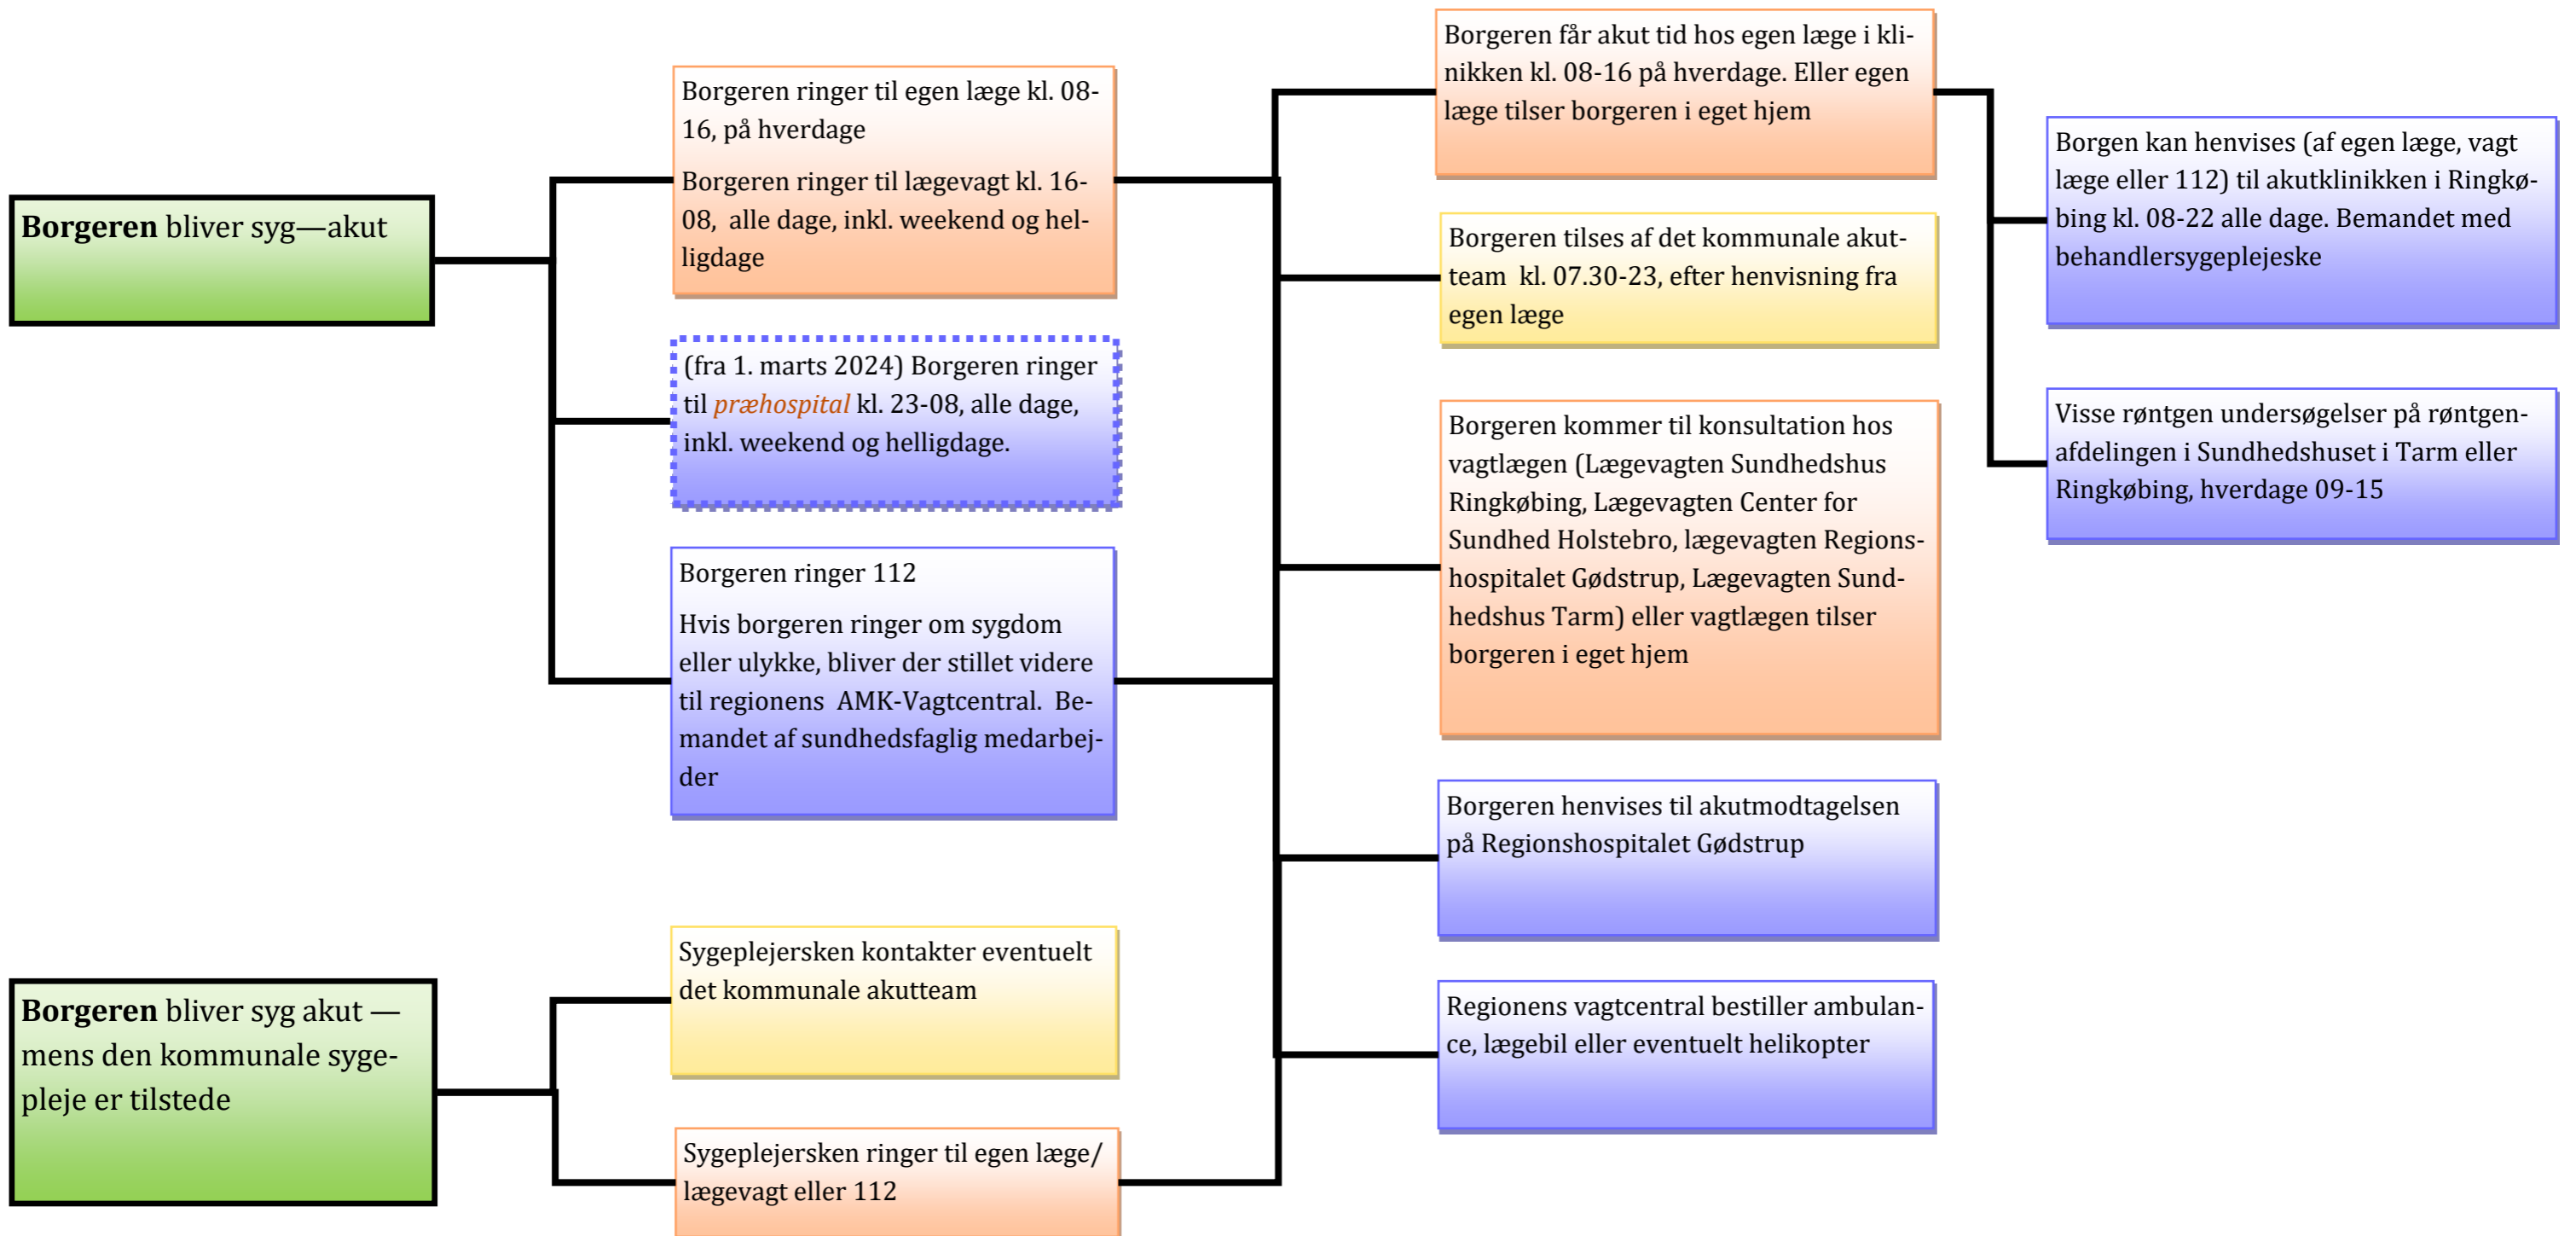 Borgeren bliver syg—akut
Borgeren ringer til egen læge kl. 08-
16, på hverdage
Borgeren ringer til lægevagt kl. 16-
08,  alle dage, inkl. weekend og hel-
ligdage
(fra 1. marts 2024) Borgeren ringer
til præhospital kl. 23-08, alle dage,
inkl. weekend og helligdage.
Borgeren ringer 112
Hvis borgeren ringer om sygdom
eller ulykke, bliver der stillet videre
til regionens  AMK-Vagtcentral.  Be-
mandet af sundhedsfaglig medarbej-
der
Borgeren får akut tid hos egen læge i kli-
nikken kl. 08-16 på hverdage. Eller egen
læge tilser borgeren i eget hjem
Borgeren tilses af det kommunale akut-
team  kl. 07.30-23, efter henvisning fra
egen læge
Borgeren kommer til konsultation hos
vagtlægen (Lægevagten Sundhedshus
Ringkøbing, Lægevagten Center for
Sundhed Holstebro, lægevagten Regions-
hospitalet Gødstrup, Lægevagten Sund-
hedshus Tarm) eller vagtlægen tilser
borgeren i eget hjem
Borgeren henvises til akutmodtagelsen
på Regionshospitalet Gødstrup
Regionens vagtcentral bestiller ambulan-
ce, lægebil eller eventuelt helikopter
Borgen kan henvises (af egen læge, vagt
læge eller 112) til akutklinikken i Ringkø-
bing kl. 08-22 alle dage. Bemandet med
behandlersygeplejeske
Visse røntgen undersøgelser på røntgen-
afdelingen i Sundhedshuset i Tarm eller
Ringkøbing, hverdage 09-15
Borgeren bliver syg akut —
mens den kommunale syge-
pleje er tilstede
Sygeplejersken kontakter eventuelt
det kommunale akutteam
Sygeplejersken ringer til egen læge/
lægevagt eller 112